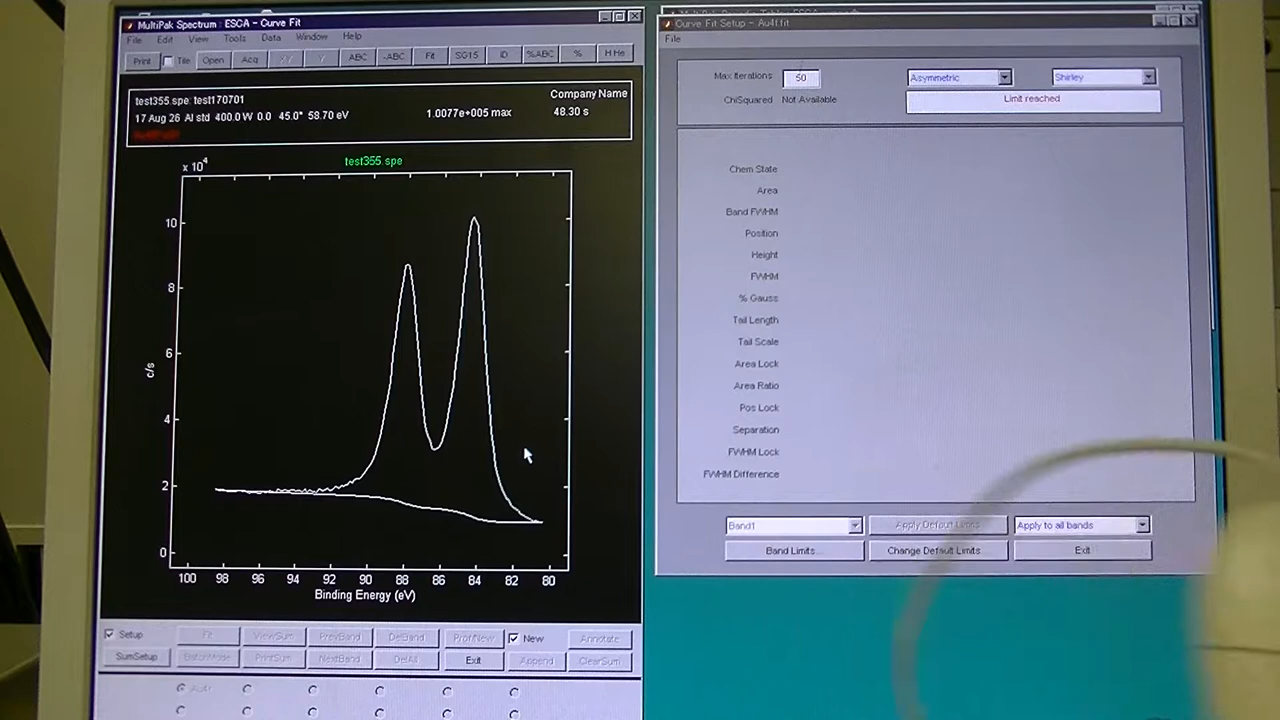 MultiPak Spectrum : ESCA - Curve Fit
File Edit View Tools Data Window Help
Print Tile Open Acq ABC -ABC Fit SG15 ID %ABC % H He
test355.spe: test170701 Company Name
17 Aug 26 Al std 400.0 W 0.0 45.0° 58.70 eV 1.0077e+005 max 48.30 s
x 10⁴
test355.spe
10
8
6
4
2
0
c/s
100 98 96 94 92 90 88 86 84 82 80
Binding Energy (eV)
Setup Fit ViewSum PrevBand DelBand Prof/New New Annotate
SumSetup BatchMode PrintSum NextBand DelAll Exit Append ClearSum
Curve Fit Setup - Au4f.fit
File
Max Iterations 50 Asymmetric Shirley
ChiSquared Not Available Limit reached
Chem State
Area
Band FWHM
Position
Height
FWHM
% Gauss
Tail Length
Tail Scale
Area Lock
Area Ratio
Pos Lock
Separation
FWHM Lock
FWHM Difference
Band1 Apply Default Limits Apply to all bands
Band Limits... Change Default Limits Exit